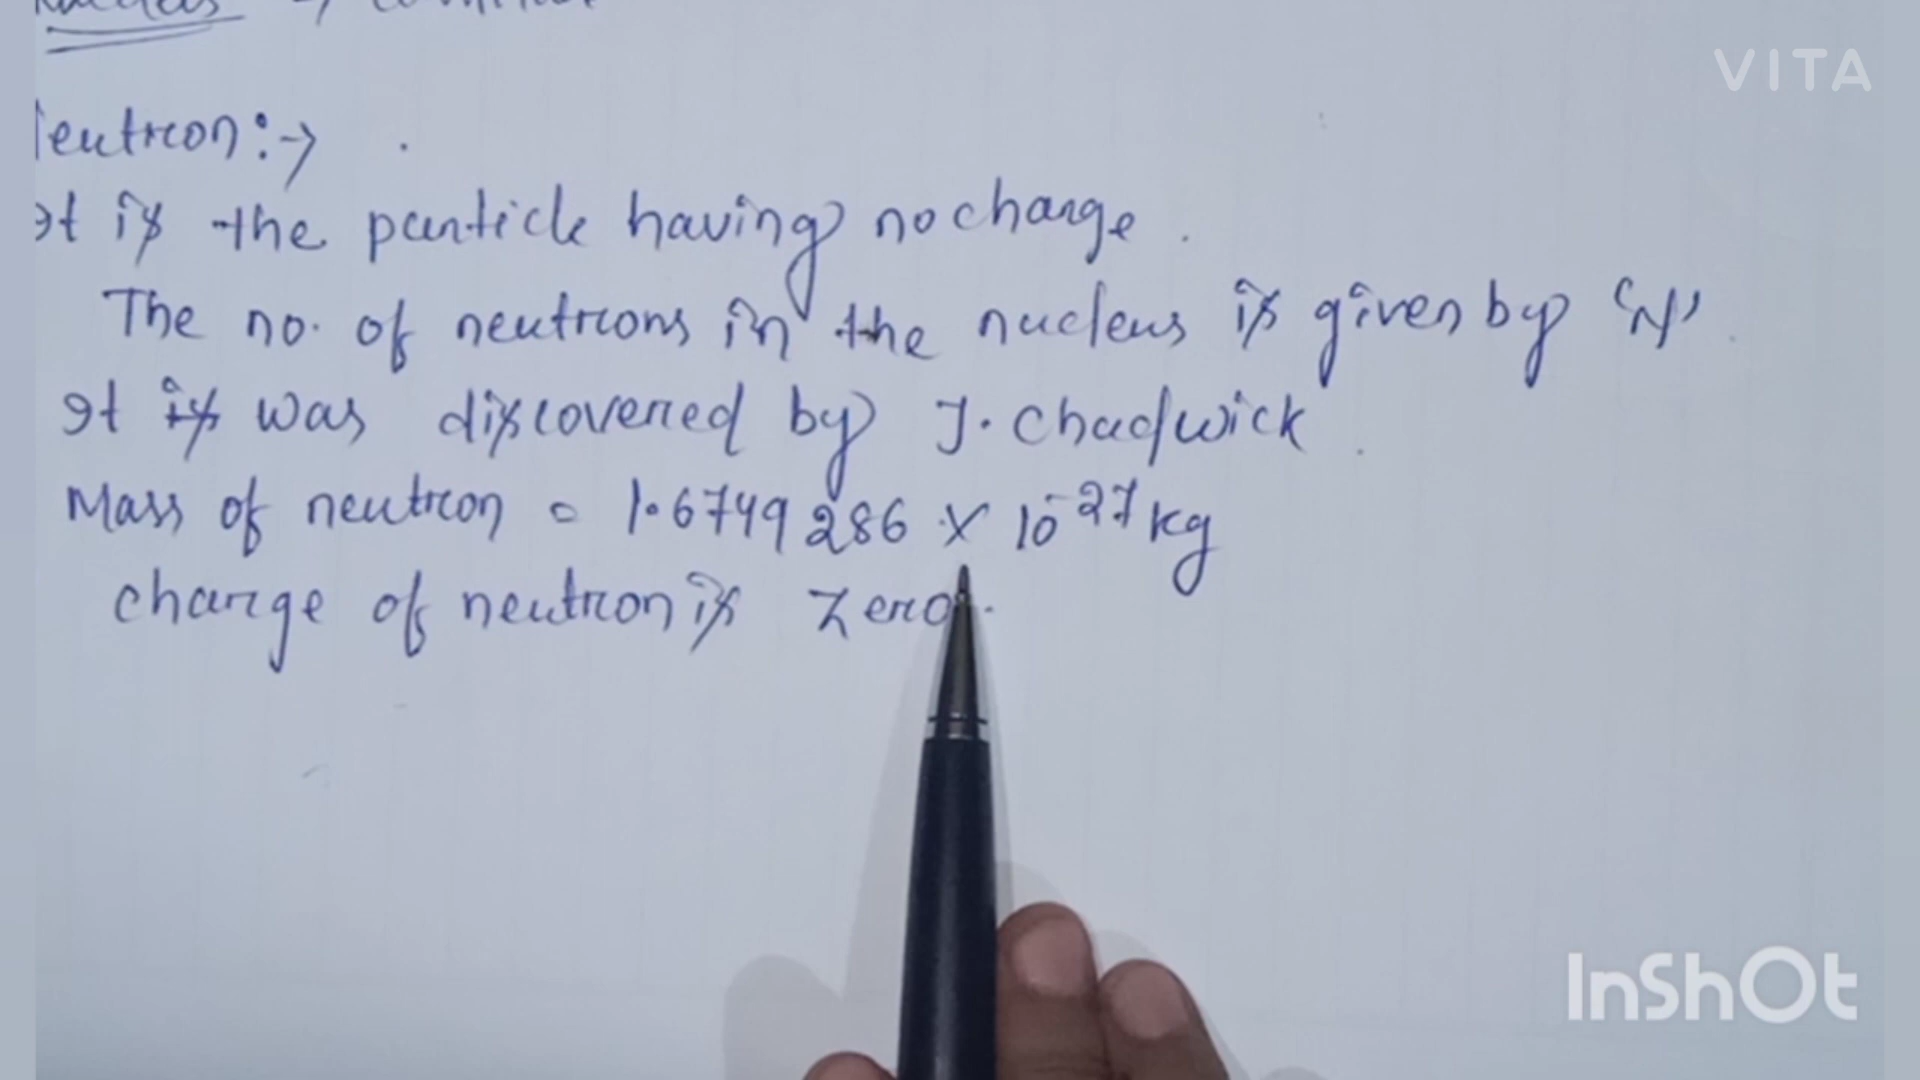 VITA
eutron:→
It is the particle having no charge.
The no. of neutrons in the nucleus is given by 'N'
It is was discovered by J. Chadwick
Mass of neutron = 1.6749286 × 10⁻²⁷ kg
charge of neutron is Zero.
InShOt